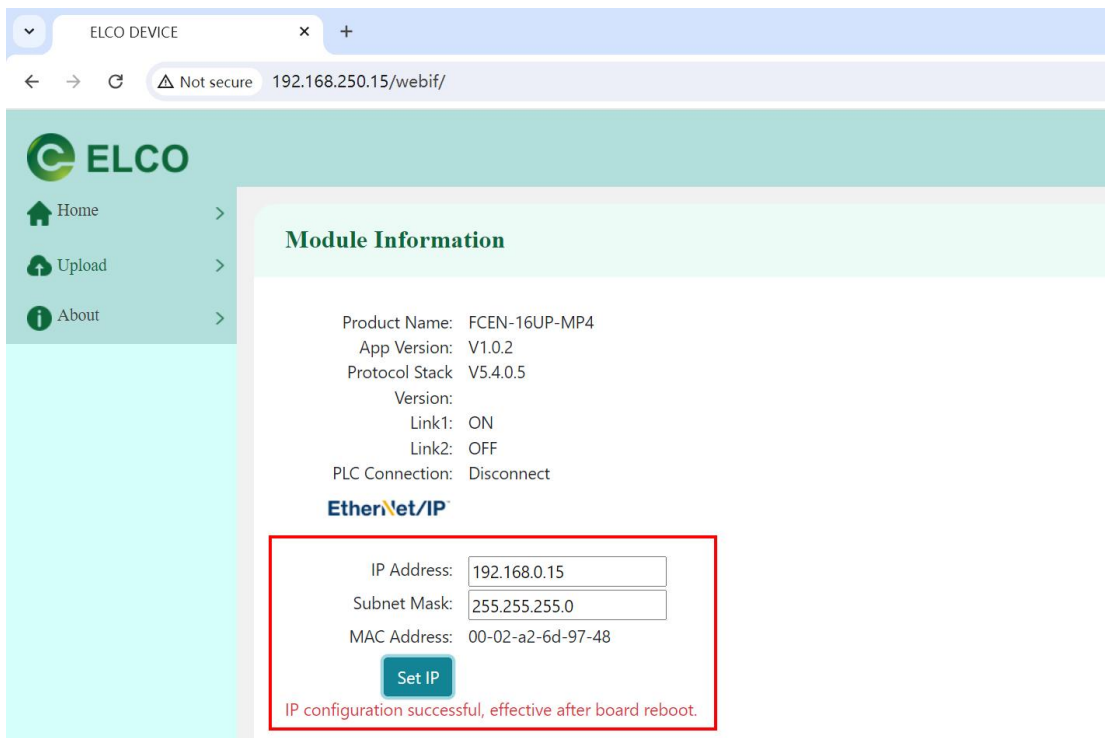 ELCO DEVICE
Not secure 192.168.250.15/webif/
ELCO
Home
Upload
About
Module Information
Product Name: FCEN-16UP-MP4
App Version: V1.0.2
Protocol Stack V5.4.0.5
Version:
Link1: ON
Link2: OFF
PLC Connection: Disconnect
EtherNet/IP
IP Address: 192.168.0.15
Subnet Mask: 255.255.255.0
MAC Address: 00-02-a2-6d-97-48
Set IP
IP configuration successful, effective after board reboot.